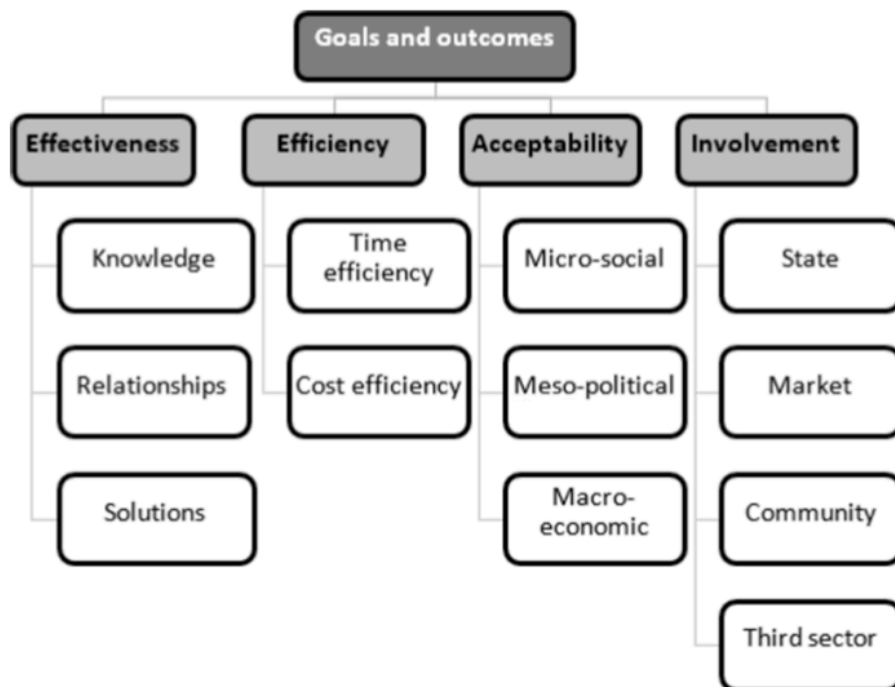 Goals and outcomes
Effectiveness
Efficiency
Acceptability
Involvement
Knowledge
Time
efficiency
Micro-social
State
Relationships
Cost efficiency
Meso-political
Market
Solutions
Macro-
economic
Community
Third sector